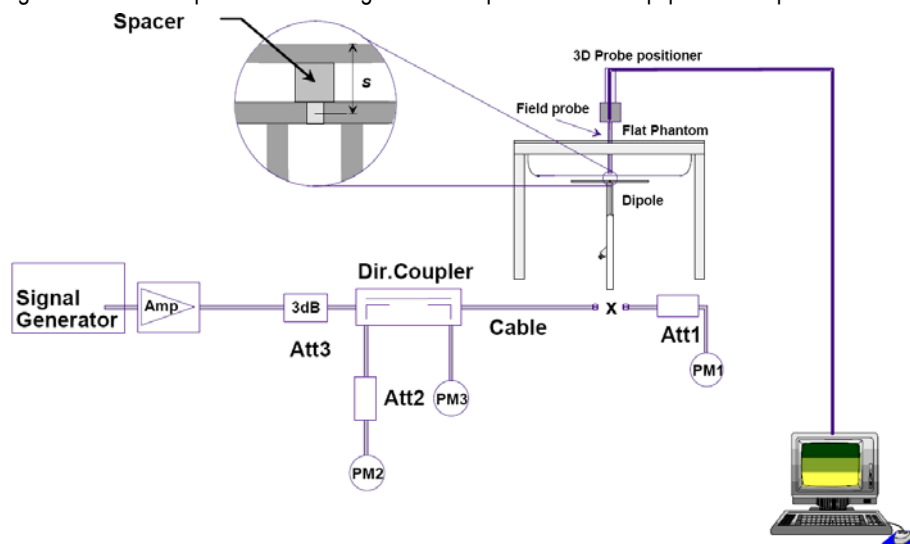 Spacer
s
3D Probe positioner
Field probe
Flat Phantom
Dipole
Dir.Coupler
Signal
Generator
Amp
3dB
Att3
Cable
x
Att1
PM1
Att2
PM3
PM2